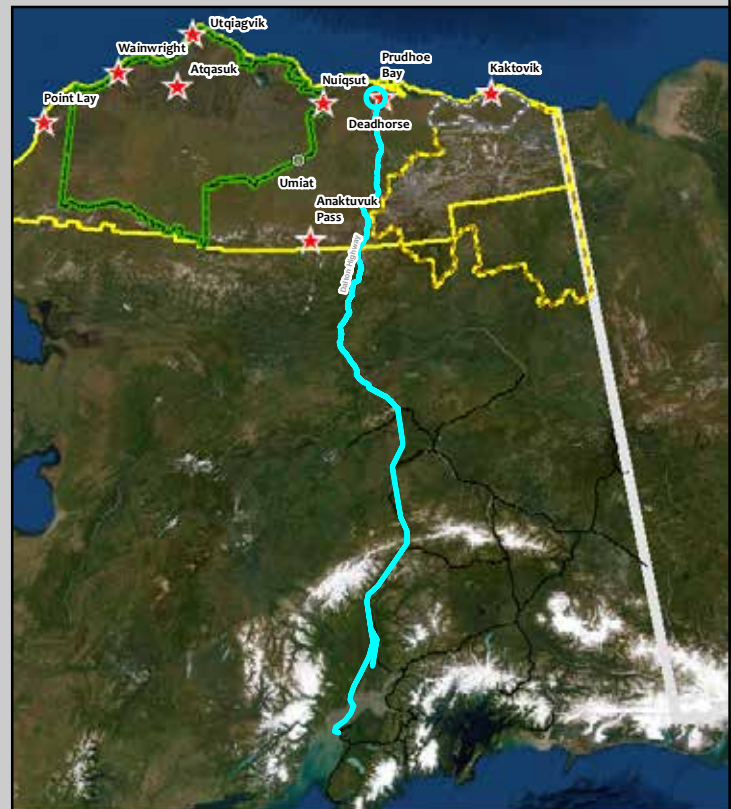 Utqiagvik
Wainwright
Atqasuk
Point Lay
Nuiqsut
Prudhoe
Bay
Kaktovik
Deadhorse
Umiat
Anaktuvuk
Pass
Dalton Highway